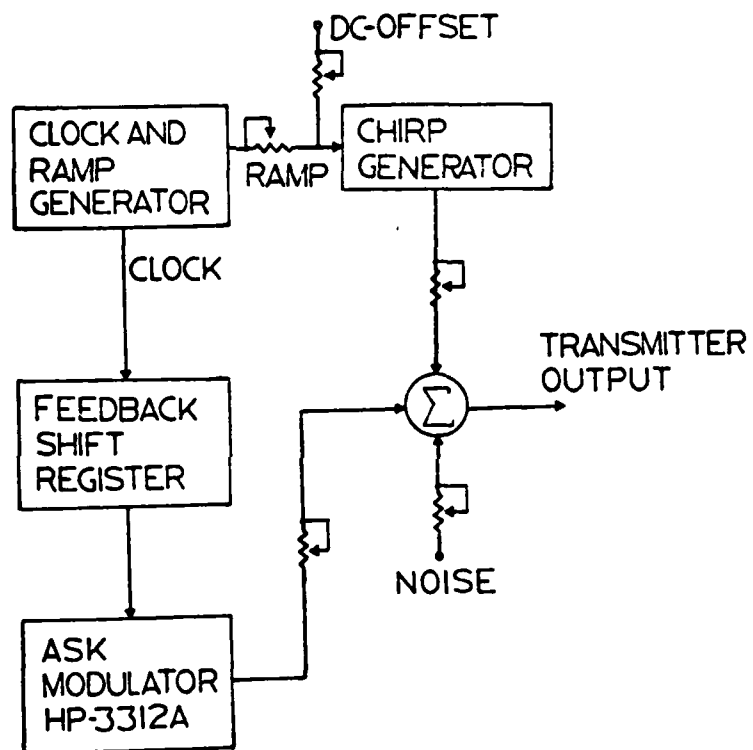 DC-OFFSET
CLOCK AND
RAMP
GENERATOR
RAMP
CHIRP
GENERATOR
CLOCK
TRANSMITTER
OUTPUT
Σ
FEEDBACK
SHIFT
REGISTER
NOISE
ASK
MODULATOR
HP-3312A